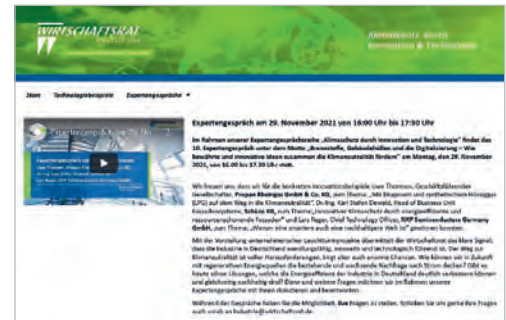 WIRTSCHAFTSRAT
Klimaschutz durch
Innovation & Technologie
Start Technologiebeispiele Expertengespräche
Expertengespräch am 29. November 2021 von 16:00 Uhr bis 17:30 Uhr
Im Rahmen unserer Expertengesprächsreihe „Klimaschutz durch Innovation und Technologie“ findet das
10. Expertengespräch unter dem Motto „Brennstoffe, Gebäudehüllen und die Digitalisierung – Wie
bewährte und innovative Ideen zusammen die Klimaneutralität fördern“ am Montag, den 29. November
2021, von 16.00 bis 17.30 Uhr statt.
Wir freuen uns, dass wir für die konkreten Innovationsbeispiele Uwe Thomsen, Geschäftsführender
Gesellschafter, Propan Rheingas GmbH & Co. KG, zum Thema: „Mit biogenem und synthetischem Flüssiggas
(LPG) auf dem Weg in die Klimaneutralität“, Dr.-Ing. Karl Stefan Dewald, Head of Business Unit
Fassadensysteme, Schüco KG, zum Thema: „Innovativer Klimaschutz durch energieeffiziente und
ressourcenschonende Fassaden“ und Lars Reger, Chief Technology Officer, NXP Semiconductors Germany
GmbH, zum Thema: „Warum eine smartere auch eine nachhaltigere Welt ist“ gewinnen konnten.
Mit der Vorstellung unternehmerischer Leuchtturmprojekte übermittelt der Wirtschaftsrat das klare Signal,
dass die Industrie in Deutschland wandlungsfähig, innovativ und technologisch führend ist. Der Weg zur
Klimaneutralität ist voller Herausforderungen, birgt aber auch enorme Chancen. Wie können wir in Zukunft
mit regenerativen Energiequellen die bestehende und wachsende Nachfrage nach Strom decken? Gibt es
heute schon Lösungen, welche die Energieeffizienz der Industrie in Deutschland deutlich verbessern können
und gleichzeitig nachhaltig sind? Diese und weitere Fragen möchten wir im Rahmen unserer
Expertengespräche mit Ihnen diskutieren und beantworten.
Während der Gespräche haben Sie die Möglichkeit, Ihre Fragen zu stellen. Schicken Sie uns gerne Ihre Fragen
auch vorab an industrie@wirtschaftsrat.de.